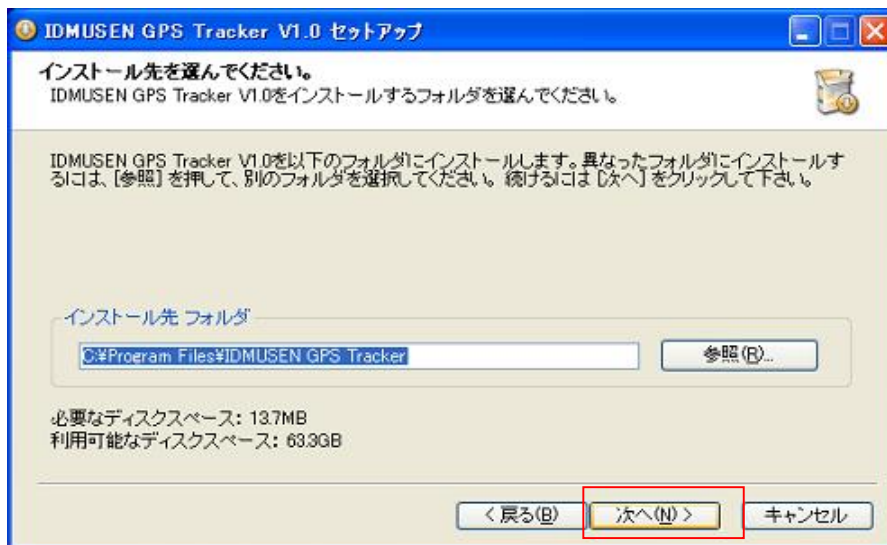 IDMUSEN GPS Tracker V1.0 セットアップ
インストール先を選んでください。
IDMUSEN GPS Tracker V1.0をインストールするフォルダを選んでください。
IDMUSEN GPS Tracker V1.0を以下のフォルダにインストールします。異なったフォルダにインストールす
るには、[参照] を押して、別のフォルダを選択してください。 続けるには [次へ] をクリックして下さい。
インストール先 フォルダ
C:¥Program Files¥IDMUSEN GPS Tracker
参照(R)...
必要なディスクスペース: 13.7MB
利用可能なディスクスペース: 63.3GB
< 戻る(B)
次へ(N) >
キャンセル